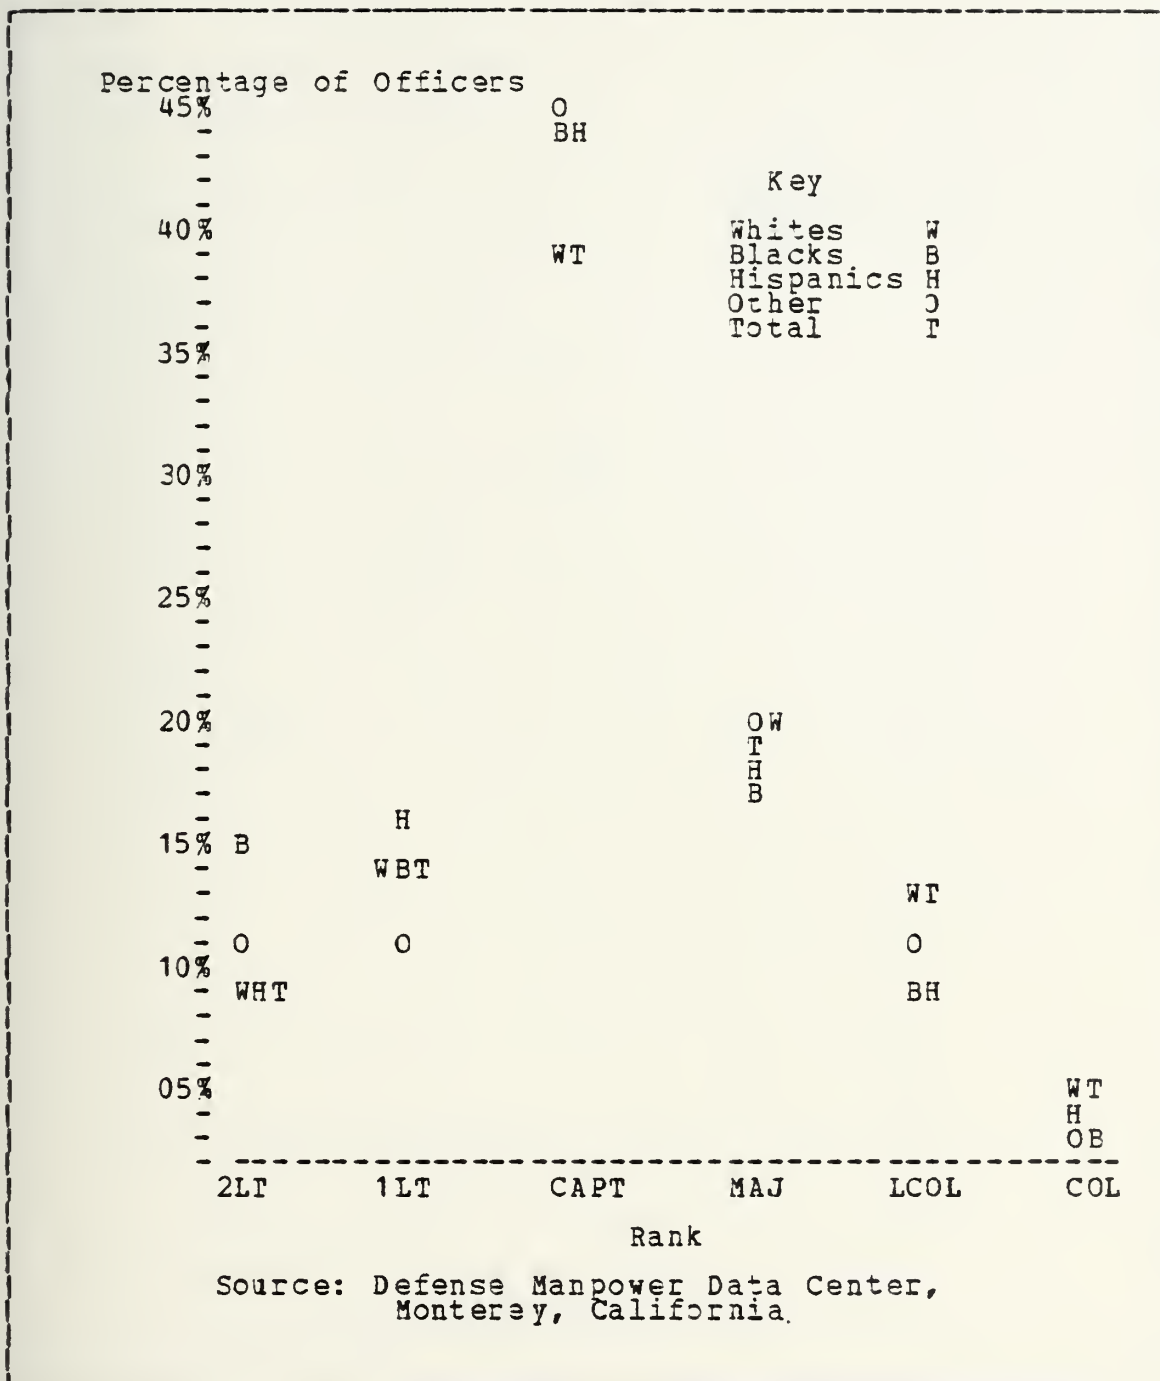 Percentage of Officers
45% O
- BH
-
- Key
-
40% Whites W
- WT Blacks B
- Hispanics H
- Other O
- Total T
35%
-
-
-
-
30%
-
-
-
-
25%
-
-
-
-
20% OW
- T
- H
- B
- H
15% B
- WBT
- WT
-
- O O O
10%
- WHT BH
-
-
-
05% WT
- H
- OB
-
2LT 1LT CAPT MAJ LCOL COL
Rank
Source: Defense Manpower Data Center,
Monterey, California.